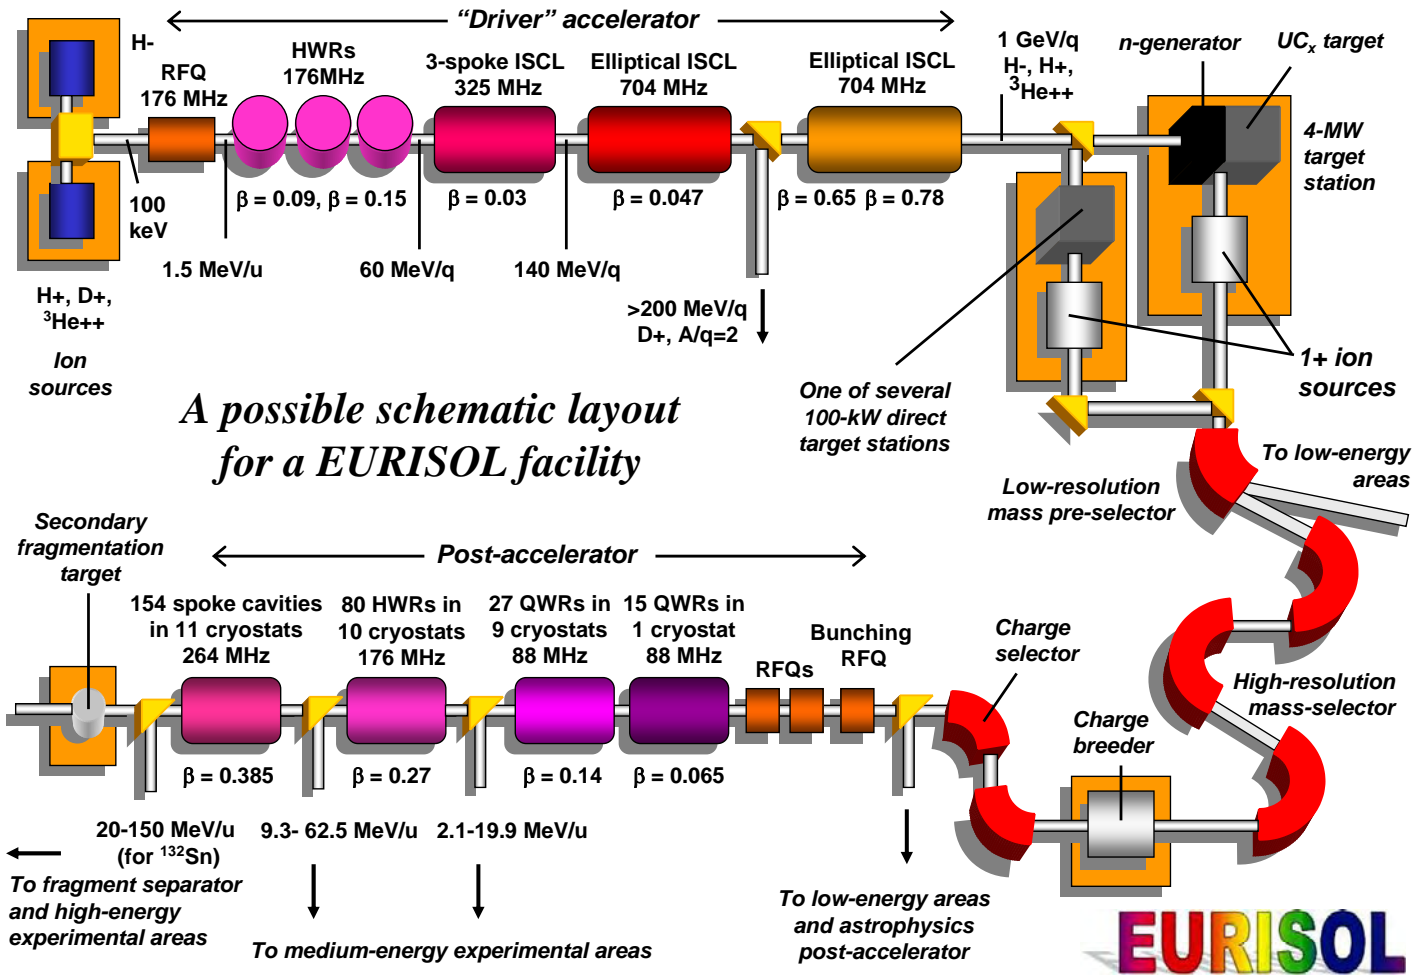 "Driver" accelerator
H-
RFQ
176 MHz
HWRs
176MHz
3-spoke ISCL
325 MHz
Elliptical ISCL
704 MHz
Elliptical ISCL
704 MHz
1 GeV/q
H-, H+,
³He++
n-generator
UCₓ target
4-MW
target
station
100
keV
β = 0.09, β = 0.15
β = 0.03
β = 0.047
β = 0.65 β = 0.78
1.5 MeV/u
60 MeV/q
140 MeV/q
>200 MeV/q
D+, A/q=2
H+, D+,
³He++
Ion
sources
1+ ion
sources
One of several
100-kW direct
target stations
A possible schematic layout
for a EURISOL facility
To low-energy
areas
Low-resolution
mass pre-selector
Secondary
fragmentation
target
Post-accelerator
154 spoke cavities
in 11 cryostats
264 MHz
80 HWRs in
10 cryostats
176 MHz
27 QWRs in
9 cryostats
88 MHz
15 QWRs in
1 cryostat
88 MHz
RFQs
Bunching
RFQ
Charge
selector
High-resolution
mass-selector
Charge
breeder
β = 0.385
β = 0.27
β = 0.14
β = 0.065
20-150 MeV/u
(for ¹³²Sn)
9.3- 62.5 MeV/u
2.1-19.9 MeV/u
To fragment separator
and high-energy
experimental areas
To medium-energy experimental areas
To low-energy areas
and astrophysics
post-accelerator
EURISOL